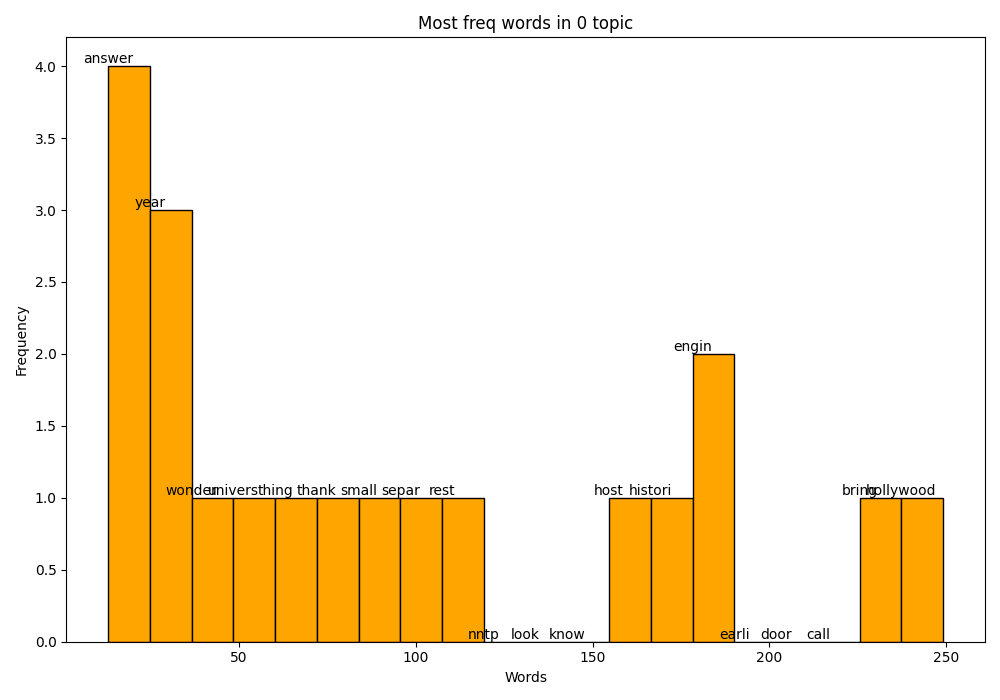 Most freq words in 0 topic
answer
year
engin
wonder universt thing thank small separ rest host histori bring hollywood
nntp look know earli door call
Frequency
4.0
3.5
3.0
2.5
2.0
1.5
1.0
0.5
0.0
50 100 150 200 250
Words